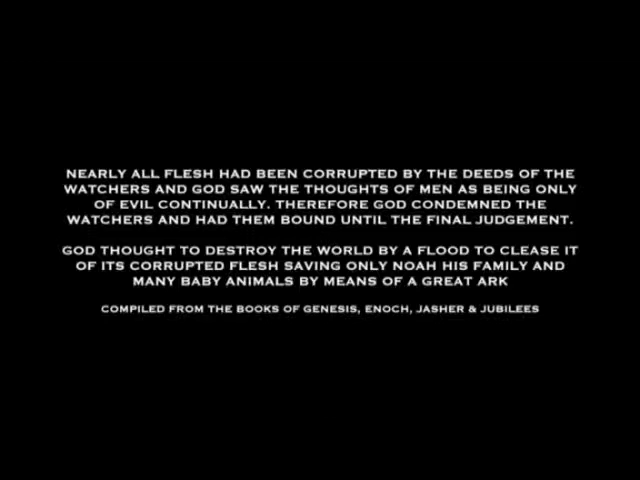 NEARLY ALL FLESH HAD BEEN CORRUPTED BY THE DEEDS OF THE
WATCHERS AND GOD SAW THE THOUGHTS OF MEN AS BEING ONLY
OF EVIL CONTINUALLY. THEREFORE GOD CONDEMNED THE
WATCHERS AND HAD THEM BOUND UNTIL THE FINAL JUDGEMENT.
GOD THOUGHT TO DESTROY THE WORLD BY A FLOOD TO CLEASE IT
OF ITS CORRUPTED FLESH SAVING ONLY NOAH HIS FAMILY AND
MANY BABY ANIMALS BY MEANS OF A GREAT ARK
COMPILED FROM THE BOOKS OF GENESIS, ENOCH, JASHER & JUBILEES